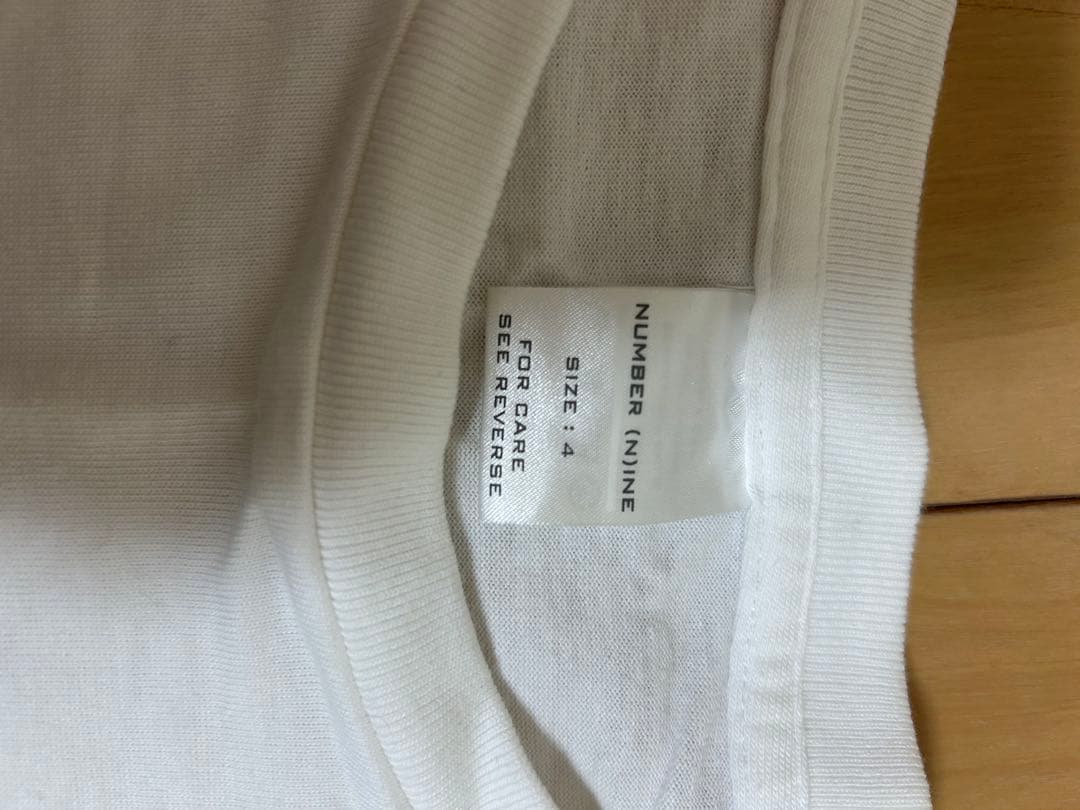 NUMBER (N)INE
SIZE : 4
FOR CARE
SEE REVERSE